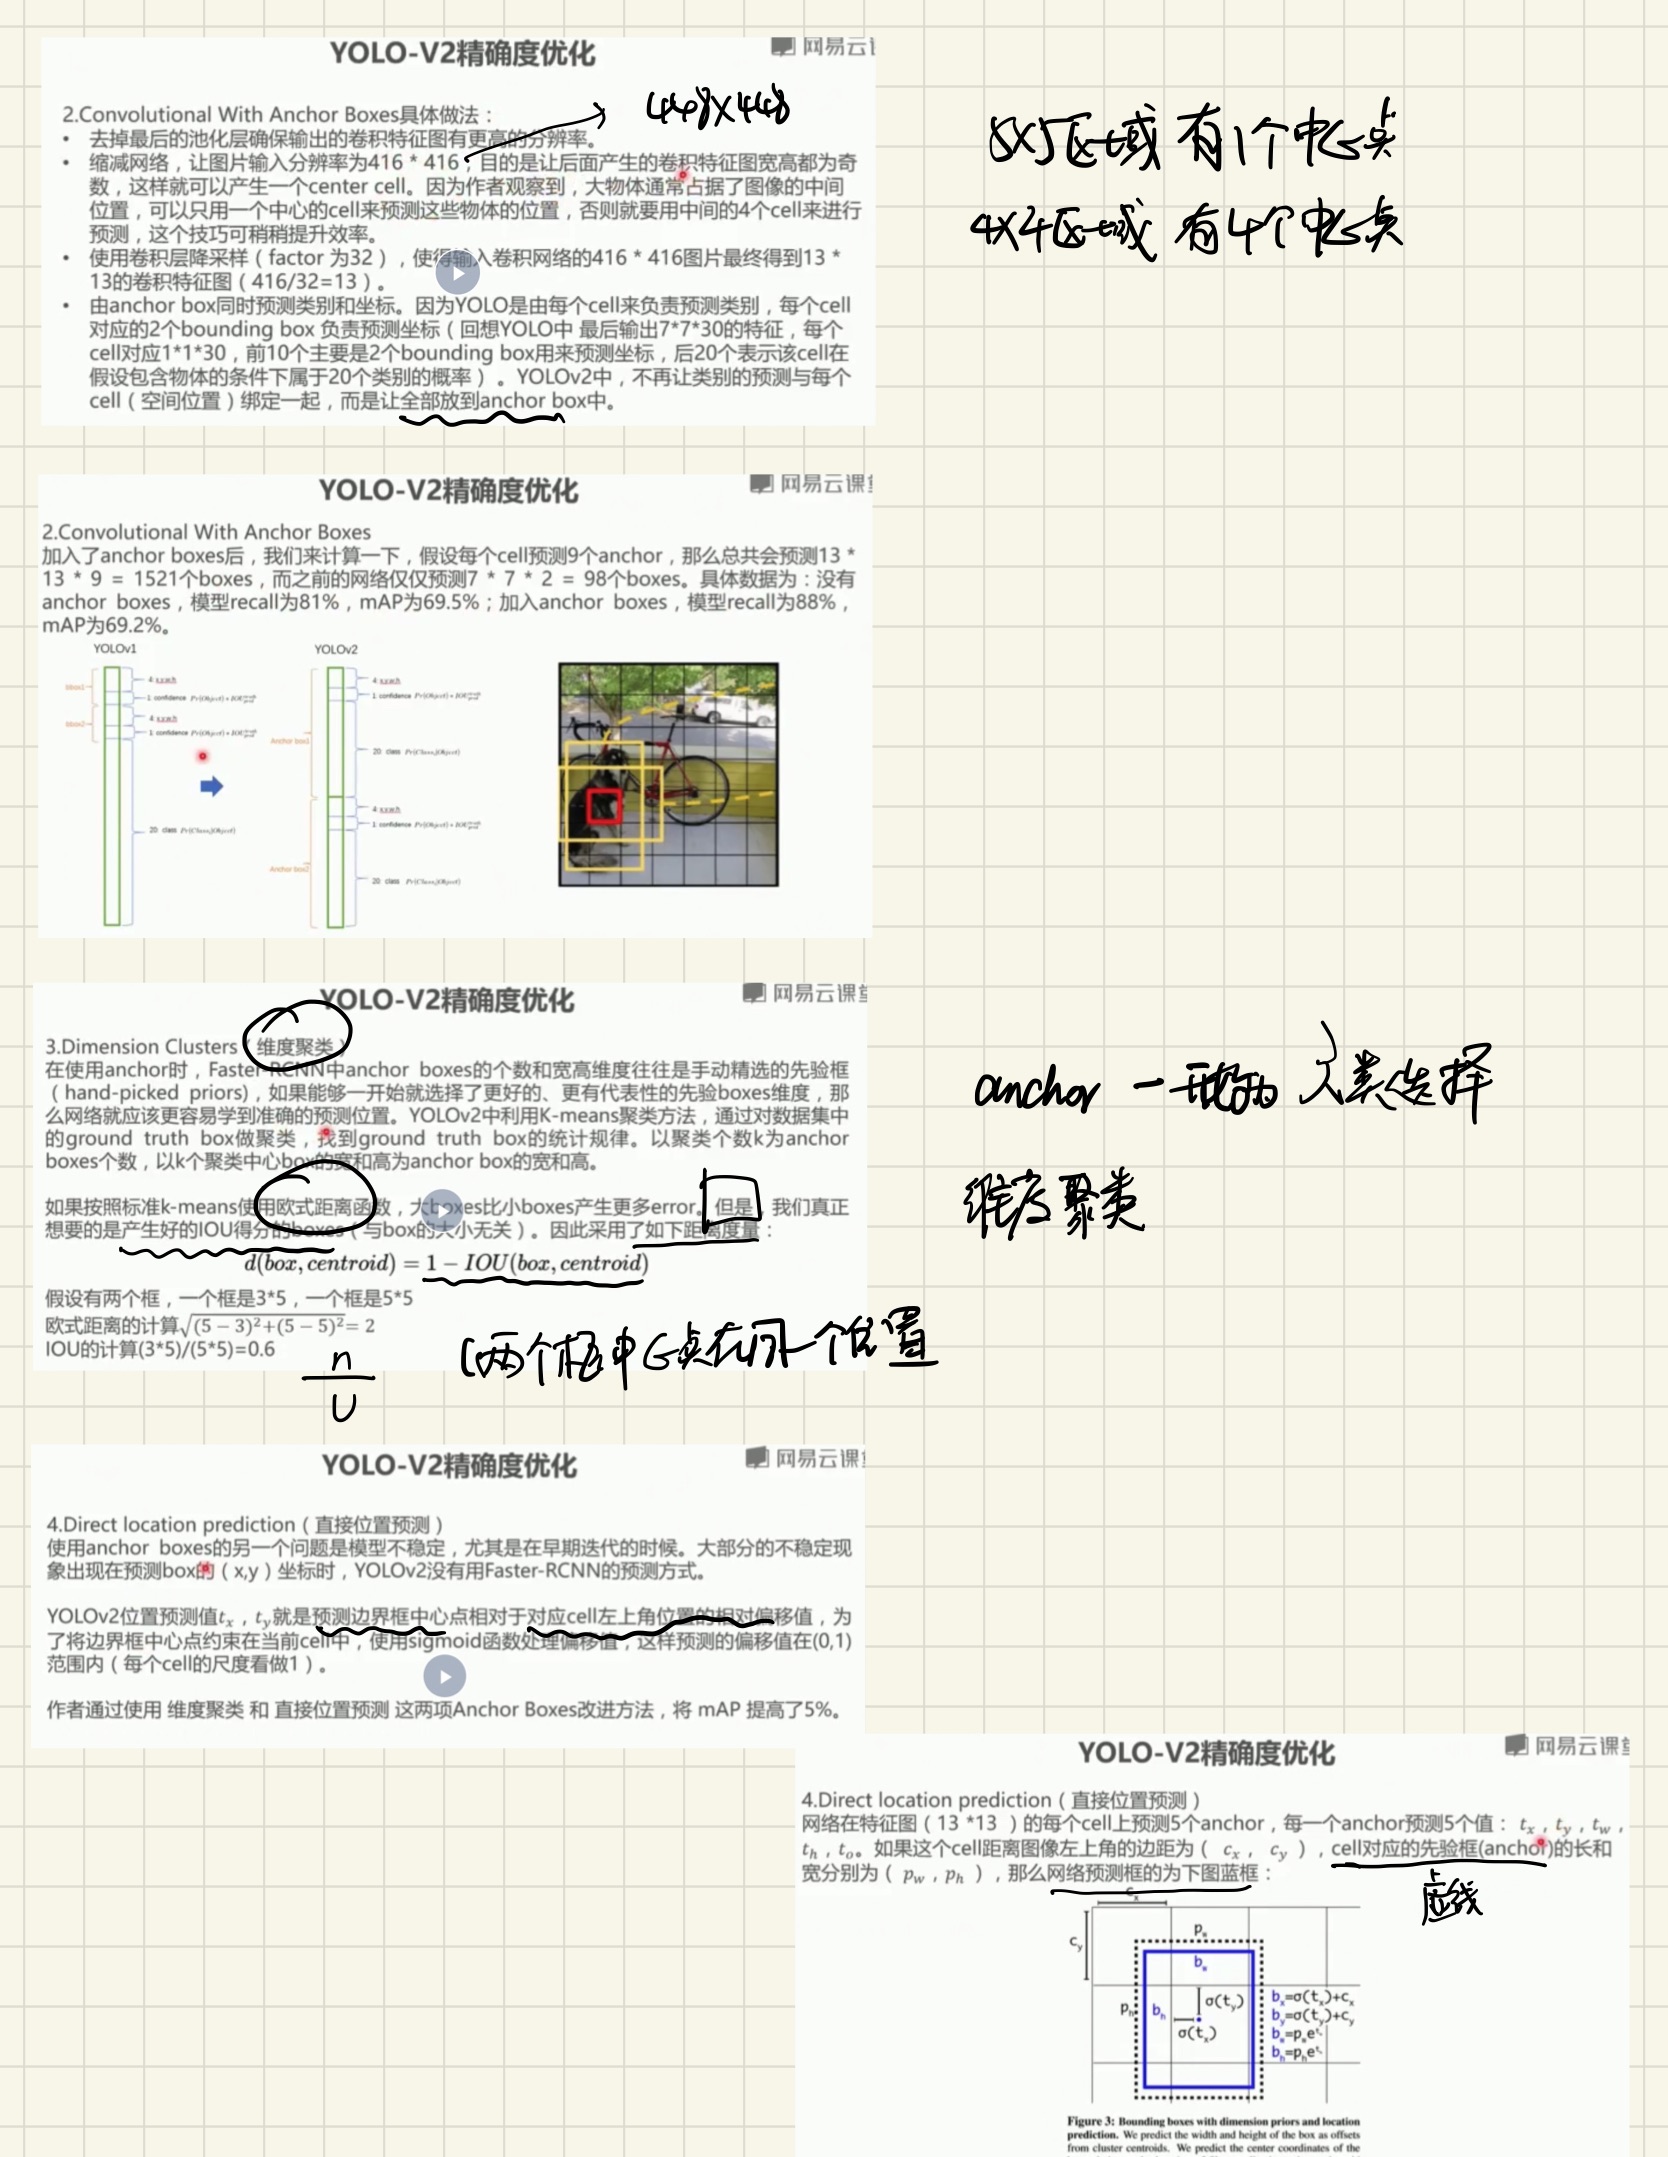 YOLO-V2精确度优化
网易云
2.Convolutional With Anchor Boxes具体做法：
448X448
• 去掉最后的池化层确保输出的卷积特征图有更高的分辨率。
• 缩减网络，让图片输入分辨率为416 * 416，目的是让后面产生的卷积特征图宽高都为奇
数，这样就可以产生一个center cell。因为作者观察到，大物体通常占据了图像的中间
位置，可以只用一个中心的cell来预测这些物体的位置，否则就要用中间的4个cell来进行
预测，这个技巧可稍稍提升效率。
• 使用卷积层降采样（factor 为32），使得输入卷积网络的416 * 416图片最终得到13 *
13的卷积特征图（416/32=13）。
• 由anchor box同时预测类别和坐标。因为YOLO是由每个cell来负责预测类别，每个cell
对应的2个bounding box 负责预测坐标（回想YOLO中 最后输出7*7*30的特征，每个
cell对应1*1*30，前10个主要是2个bounding box用来预测坐标，后20个表示该cell在
假设包含物体的条件下属于20个类别的概率）。YOLOv2中，不再让类别的预测与每个
cell（空间位置）绑定一起，而是让全部放到anchor box中。
5X5区域 有1个中心点
4X4区域 有4个中心点
YOLO-V2精确度优化
网易云课堂
2.Convolutional With Anchor Boxes
加入了anchor boxes后，我们来计算一下，假设每个cell预测9个anchor，那么总共会预测13 *
13 * 9 = 1521个boxes，而之前的网络仅仅预测7 * 7 * 2 = 98个boxes。具体数据为：没有
anchor boxes，模型recall为81%，mAP为69.5%；加入anchor boxes，模型recall为88%，
mAP为69.2%。
YOLOv1
bbox1
4: x,y,w,h
1: confidence
bbox2
4: x,y,w,h
1: confidence
20: class Pr(Class_i|Object)
YOLOv2
Anchor box1
4: x,y,w,h
1: confidence
20: class Pr(Class_i|Object)
Anchor box2
4: x,y,w,h
1: confidence
20: class Pr(Class_i|Object)
YOLO-V2精确度优化
网易云课堂
3.Dimension Clusters（维度聚类）
在使用anchor时，Faster-RCNN中anchor boxes的个数和宽高维度往往是手动精选的先验框
（hand-picked priors)，如果能够一开始就选择了更好的、更有代表性的先验boxes维度，那
么网络就应该更容易学到准确的预测位置。YOLOv2中利用K-means聚类方法，通过对数据集中
的ground truth box做聚类，找到ground truth box的统计规律。以聚类个数k为anchor
boxes个数，以k个聚类中心box的宽和高为anchor box的宽和高。
如果按照标准k-means使用欧式距离函数，大boxes比小boxes产生更多error。但是，我们真正
想要的是产生好的IOU得分的boxes（与box的大小无关）。因此采用了如下距离度量：
d(box, centroid) = 1 − IOU(box, centroid)
假设有两个框，一个框是3*5，一个框是5*5
欧式距离的计算√(5 − 3)²+(5 − 5)²= 2
IOU的计算(3*5)/(5*5)=0.6
n
U
(两个框中心点在同一个位置
anchor 一开始为 人类选择
维度聚类
YOLO-V2精确度优化
网易云课
4.Direct location prediction（直接位置预测）
使用anchor boxes的另一个问题是模型不稳定，尤其是在早期迭代的时候。大部分的不稳定现
象出现在预测box的（x,y）坐标时，YOLOv2没有用Faster-RCNN的预测方式。
YOLOv2位置预测值tx，ty就是预测边界框中心点相对于对应cell左上角位置的相对偏移值，为
了将边界框中心点约束在当前cell中，使用sigmoid函数处理偏移值，这样预测的偏移值在(0,1)
范围内（每个cell的尺度看做1）。
作者通过使用 维度聚类 和 直接位置预测 这两项Anchor Boxes改进方法，将 mAP 提高了5%。
YOLO-V2精确度优化
网易云课堂
4.Direct location prediction（直接位置预测）
网络在特征图（13 *13 ）的每个cell上预测5个anchor，每一个anchor预测5个值： tx，ty，tw，
th，to。如果这个cell距离图像左上角的边距为（ cx， cy ），cell对应的先验框(anchor)的长和
宽分别为（ pw，ph ），那么网络预测框的为下图蓝框：
虚线
cx
cy
pw
bw
ph
bh
σ(ty)
σ(tx)
bx=σ(tx)+cx
by=σ(ty)+cy
bw=pwe^tw
bh=phe^th
Figure 3: Bounding boxes with dimension priors and location
prediction. We predict the width and height of the box as offsets
from cluster centroids. We predict the center coordinates of the